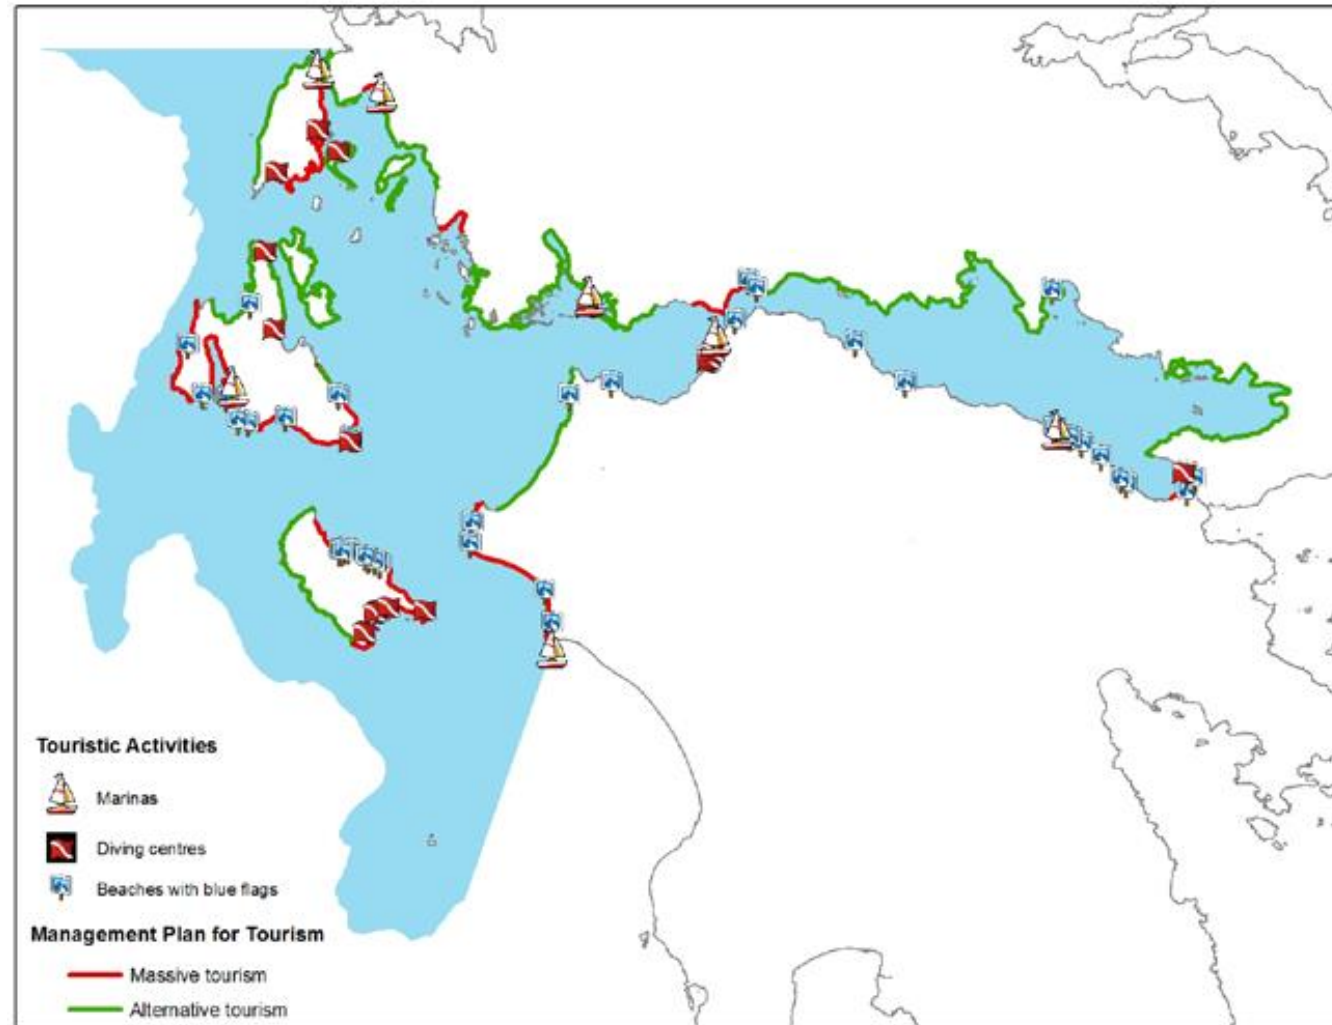 Touristic Activities
Marinas
Diving centres
Beaches with blue flags
Management Plan for Tourism
Massive tourism
Alternative tourism